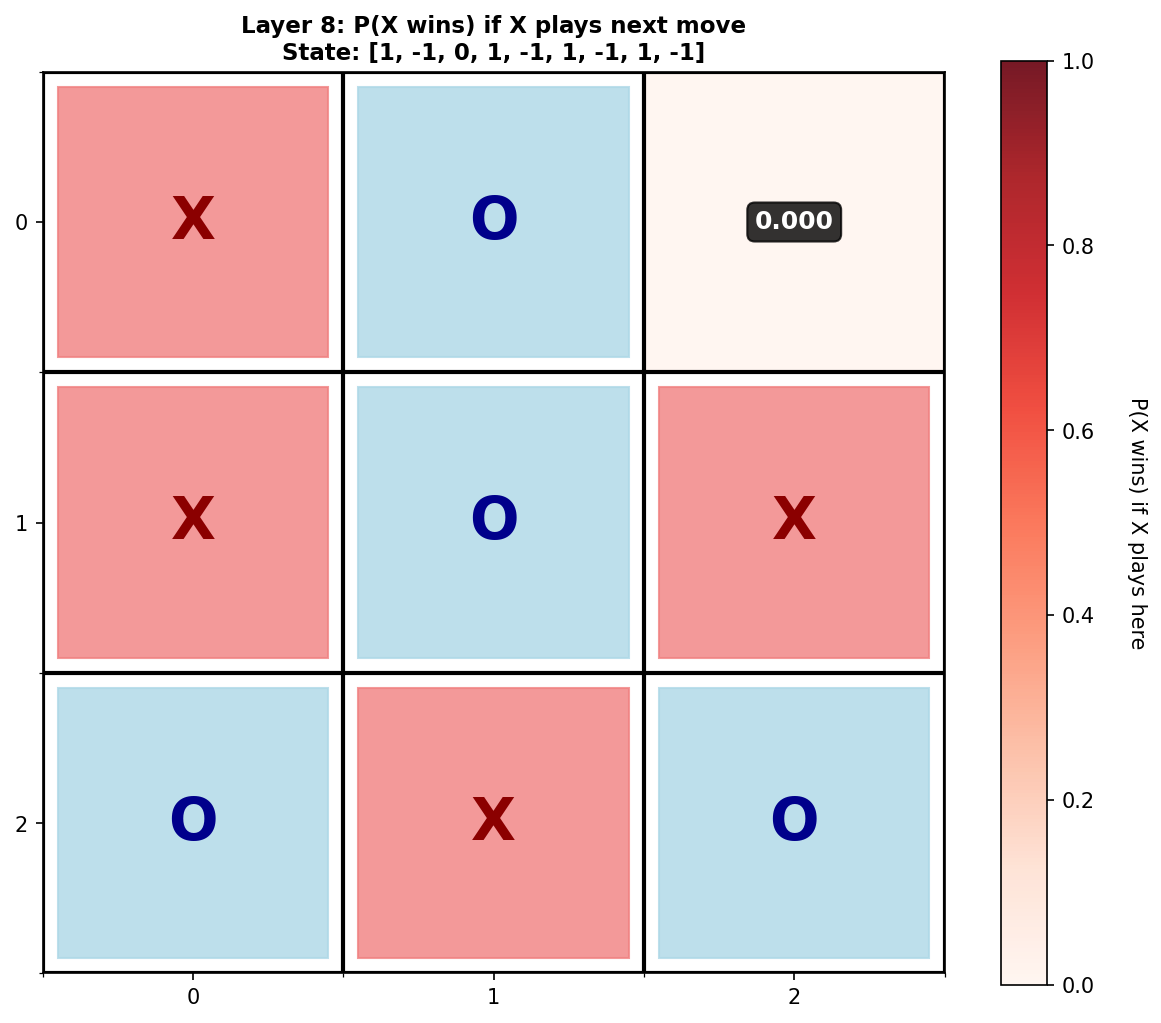 Layer 8: P(X wins) if X plays next move
State: [1, -1, 0, 1, -1, 1, -1, 1, -1]
X O 0.000
X O X
O X O
0
1
2
0 1 2
1.0
0.8
0.6
0.4
0.2
0.0
P(X wins) if X plays here